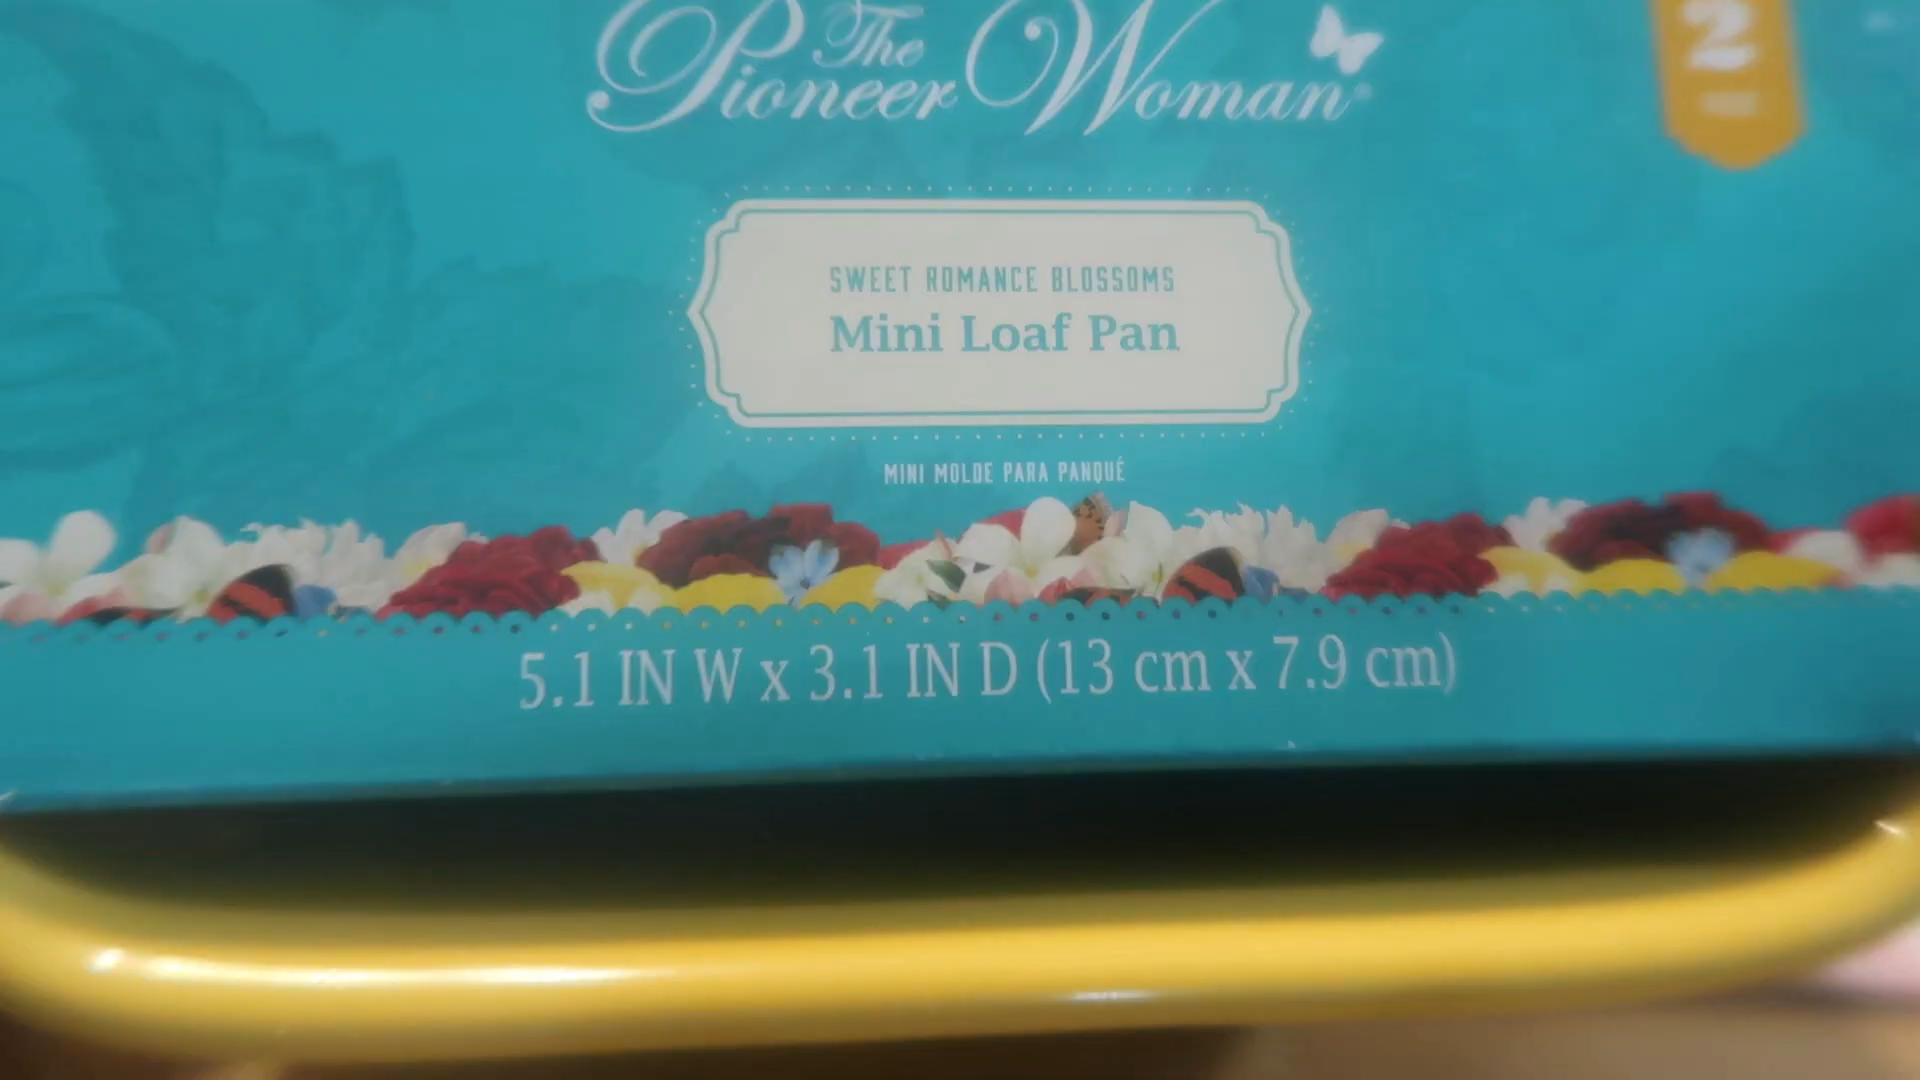 The
Pioneer Woman®
2
SWEET ROMANCE BLOSSOMS
Mini Loaf Pan
MINI MOLDE PARA PANQUÉ
5.1 IN W x 3.1 IN D (13 cm x 7.9 cm)